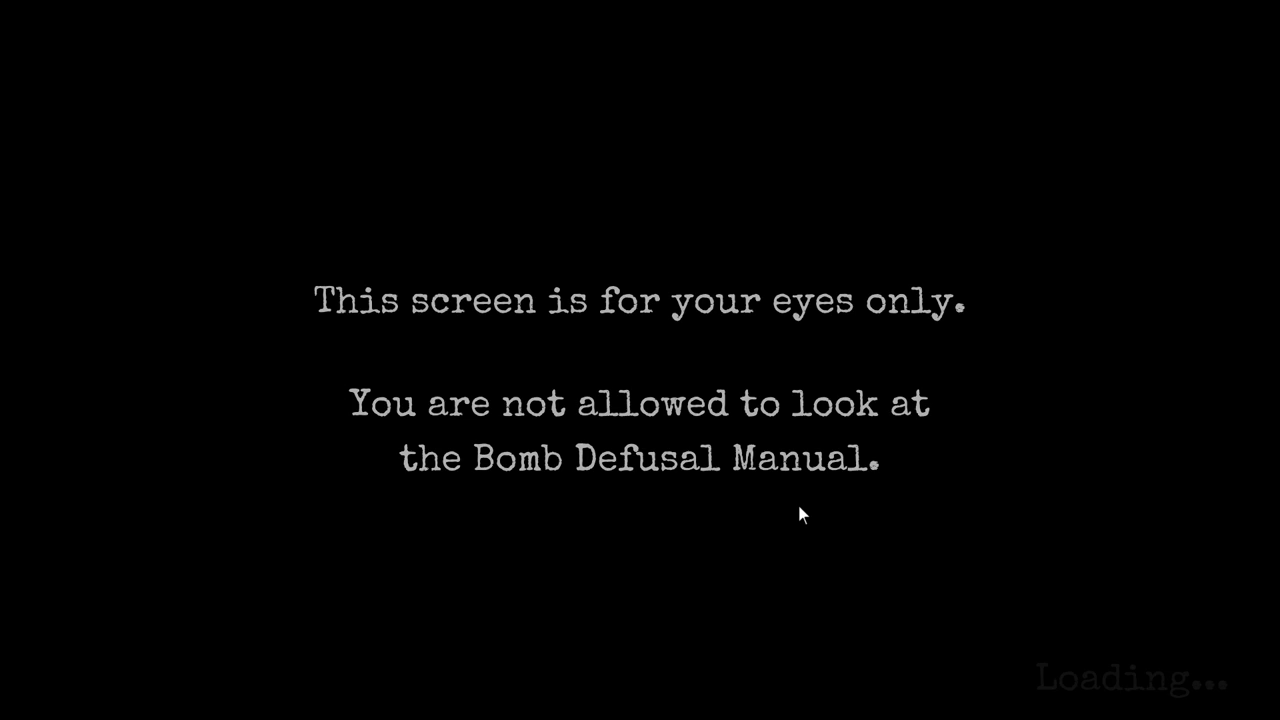 This screen is for your eyes only.
You are not allowed to look at
the Bomb Defusal Manual.
Loading...